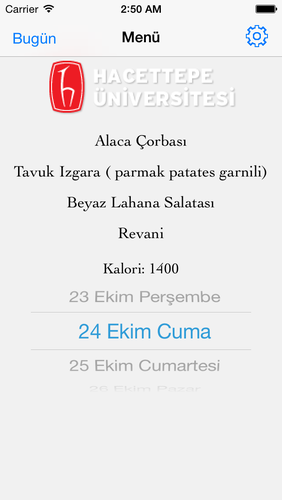 Carrier 2:50 AM
Bugün Menü
HACETTEPE
ÜNİVERSİTESİ
Alaca Çorbası
Tavuk Izgara ( parmak patates garnili)
Beyaz Lahana Salatası
Revani
Kalori: 1400
23 Ekim Perşembe
24 Ekim Cuma
25 Ekim Cumartesi
26 Ekim Pazar